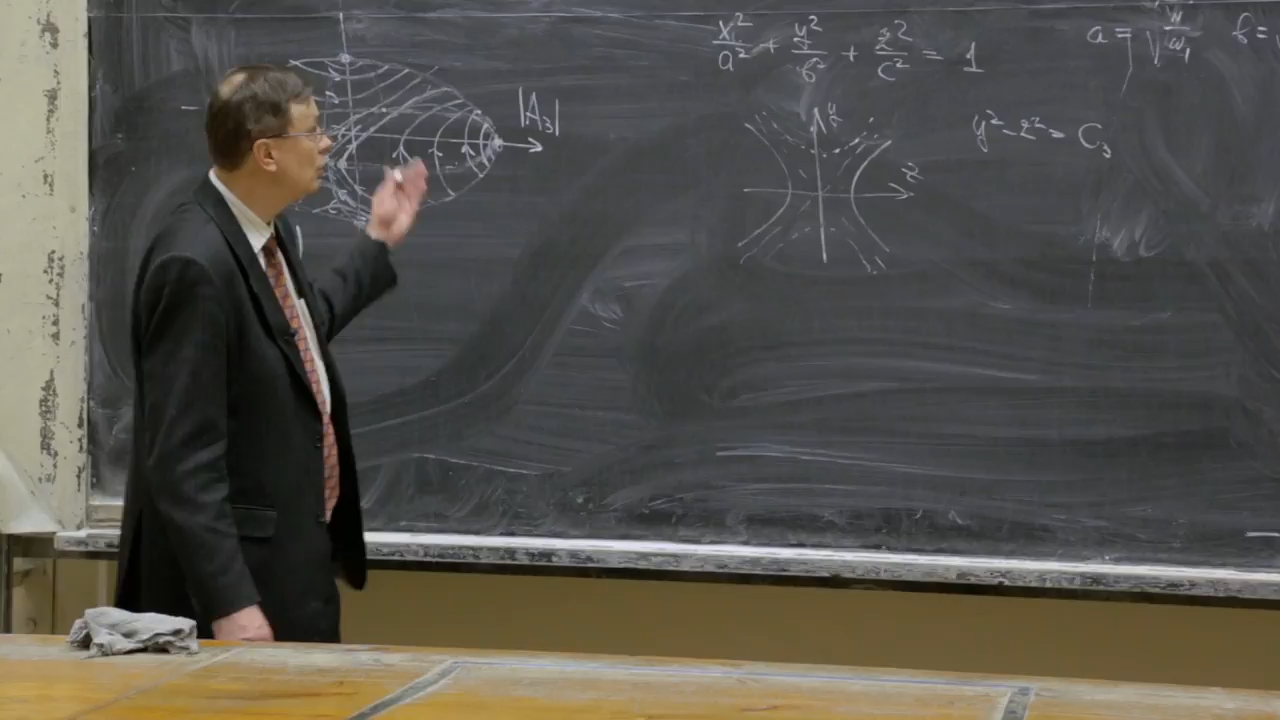 |A₃|
x²/a² + y²/b² + z²/c² = 1
a = √
y
z
y² - z² = C₃